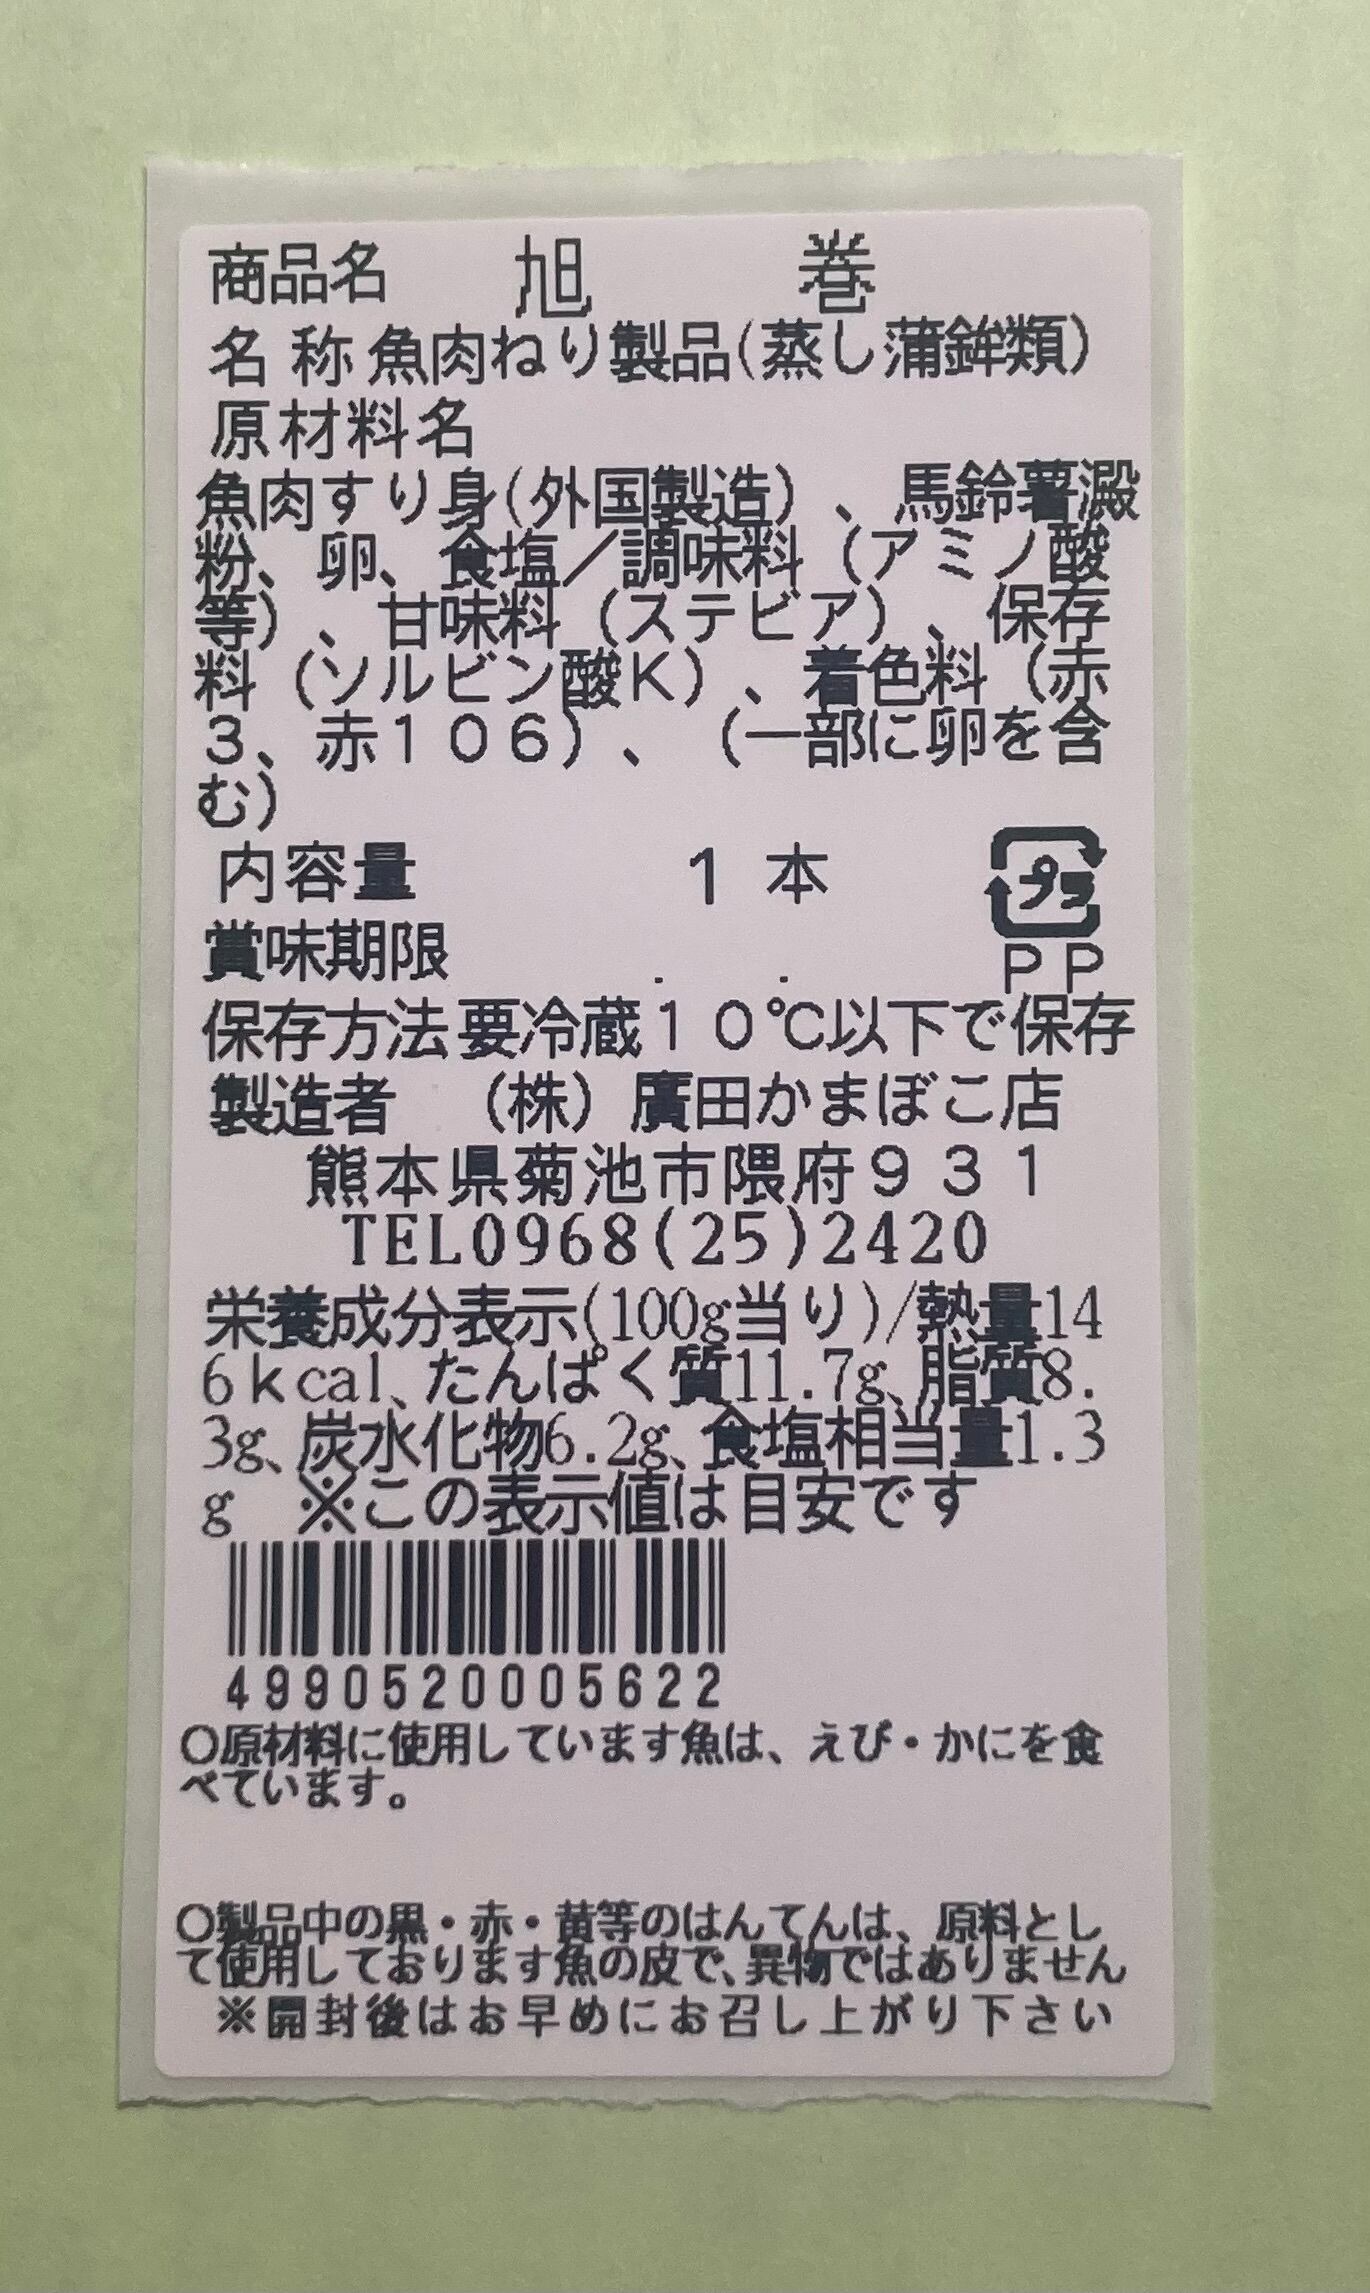 商品名　旭　巻
名 称 魚肉ねり製品(蒸し蒲鉾類)
原材料名
魚肉すり身(外国製造)、馬鈴薯澱
粉、卵、食塩／調味料（アミノ酸
等）、甘味料（ステビア）、保存
料（ソルビン酸Ｋ）、着色料（赤
３、赤１０６）、（一部に卵を含
む）
内容量　１ 本
プラ
賞味期限　．　．　ＰＰ
保存方法 要冷蔵１０℃以下で保存
製造者　（株）廣田かまぼこ店
熊本県菊池市隈府９３１
TEL0968(25)2420
栄養成分表示(100g当り)/熱量14
6kcal、たんぱく質11.7g、脂質8.
3g、炭水化物6.2g、食塩相当量1.3
g　※この表示値は目安です
4990520005622
○原材料に使用しています魚は、えび・かにを食
べています。
○製品中の黒・赤・黄等のはんてんは、原料とし
て使用しております魚の皮で、異物ではありません
※開封後はお早めにお召し上がり下さい